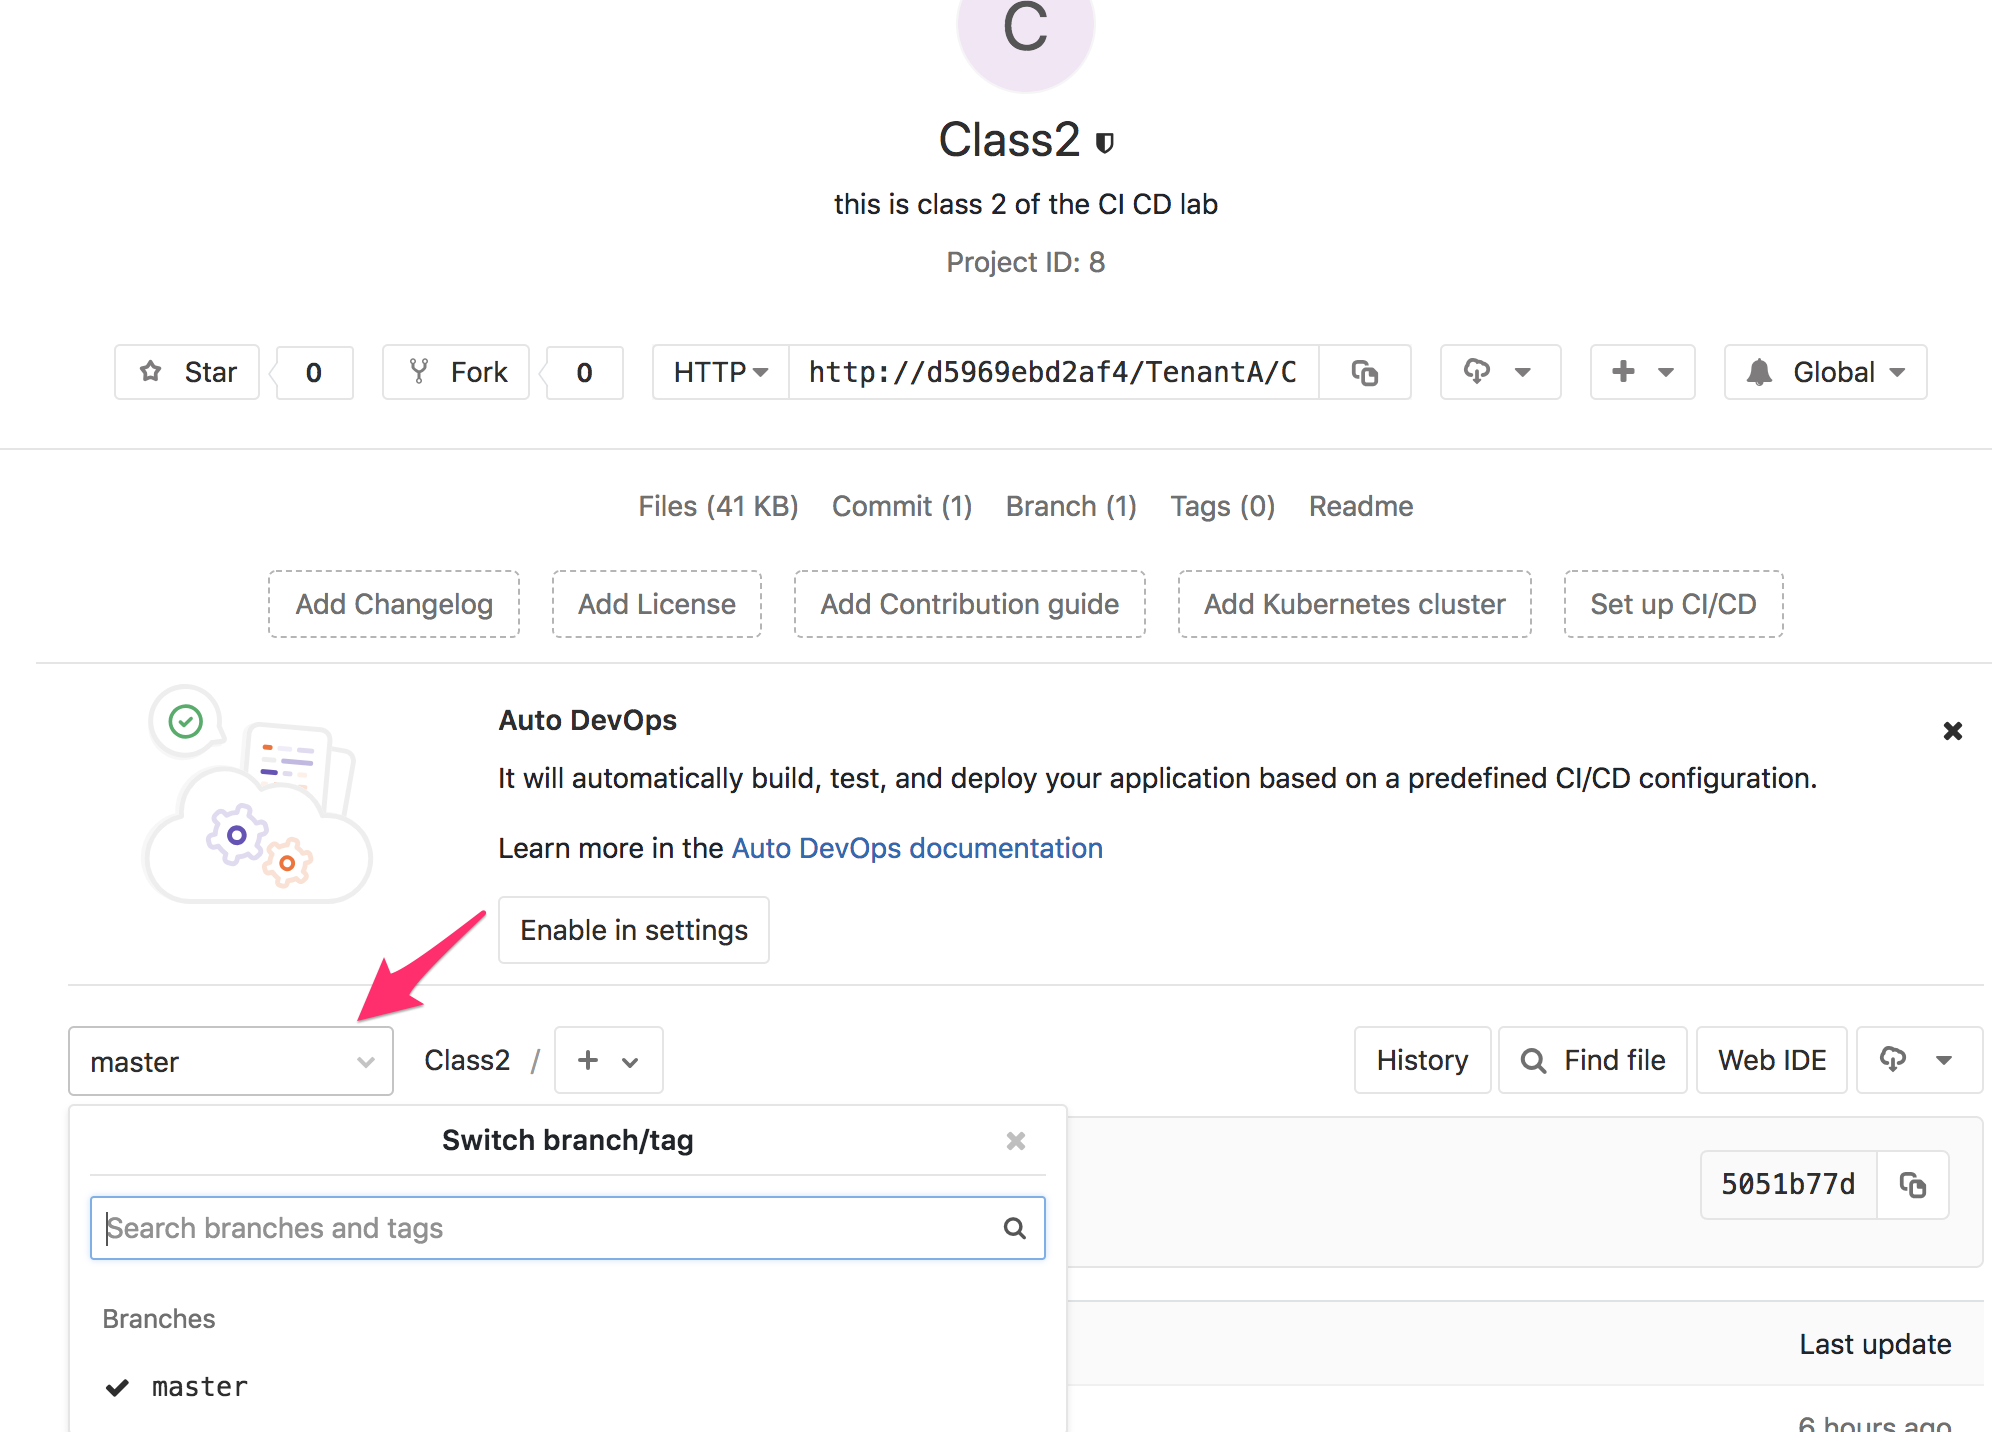 C
Class2
this is class 2 of the CI CD lab
Project ID: 8
Star 0 Fork 0 HTTP http://d5969ebd2af4/TenantA/C Global
Files (41 KB) Commit (1) Branch (1) Tags (0) Readme
Add Changelog Add License Add Contribution guide Add Kubernetes cluster Set up CI/CD
Auto DevOps
It will automatically build, test, and deploy your application based on a predefined CI/CD configuration.
Learn more in the Auto DevOps documentation
Enable in settings
master Class2 / + History Find file Web IDE
Switch branch/tag
5051b77d
Search branches and tags
Branches
Last update
master
6 hours ago